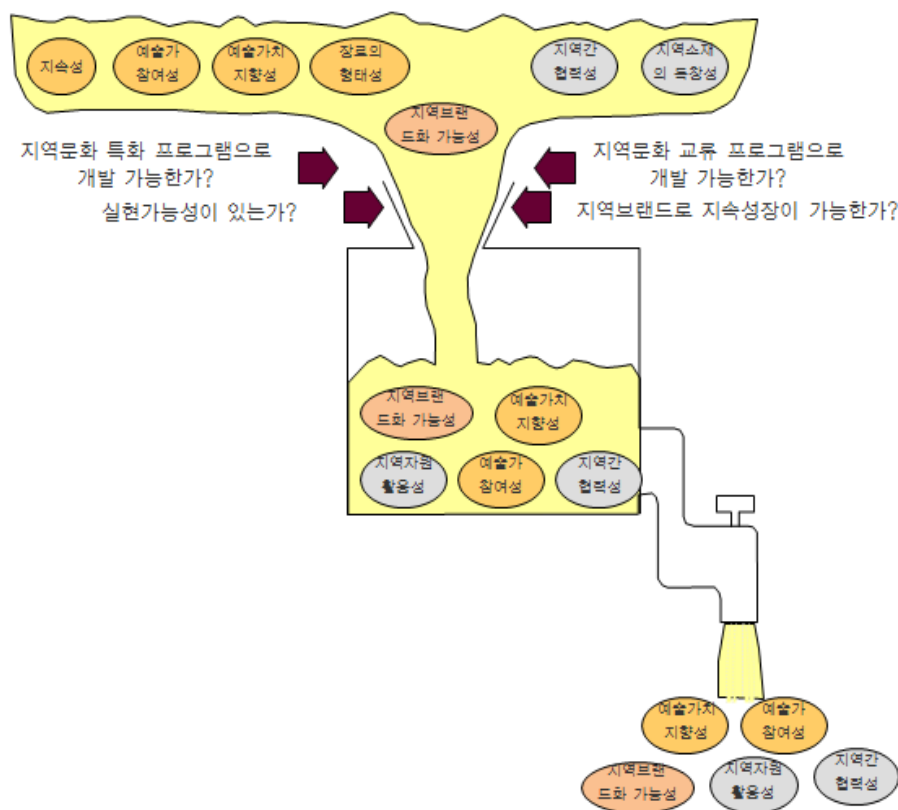 지속성
예술가
참여성
예술가치
지향성
장르의
형태성
지역간
협력성
지역소재
의 독창성
지역브랜
드화 가능성
지역문화 특화 프로그램으로
개발 가능한가?
실현가능성이 있는가?
지역문화 교류 프로그램으로
개발 가능한가?
지역브랜드로 지속성장이 가능한가?
지역브랜
드화 가능성
예술가치
지향성
지역자원
활용성
예술가
참여성
지역간
협력성
예술가치
지향성
예술가
참여성
지역브랜
드화 가능성
지역자원
활용성
지역간
협력성